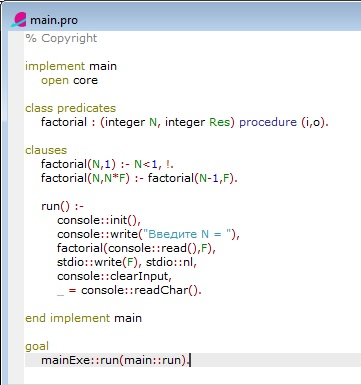 main.pro
% Copyright
implement main
open core
class predicates
factorial : (integer N, integer Res) procedure (i,o).
clauses
factorial(N,1) :- N<1, !.
factorial(N,N*F) :- factorial(N-1,F).
run() :-
console::init(),
console::write("Введите N = "),
factorial(console::read(),F),
stdio::write(F), stdio::nl,
console::clearInput,
_ = console::readChar().
end implement main
goal
mainExe::run(main::run).